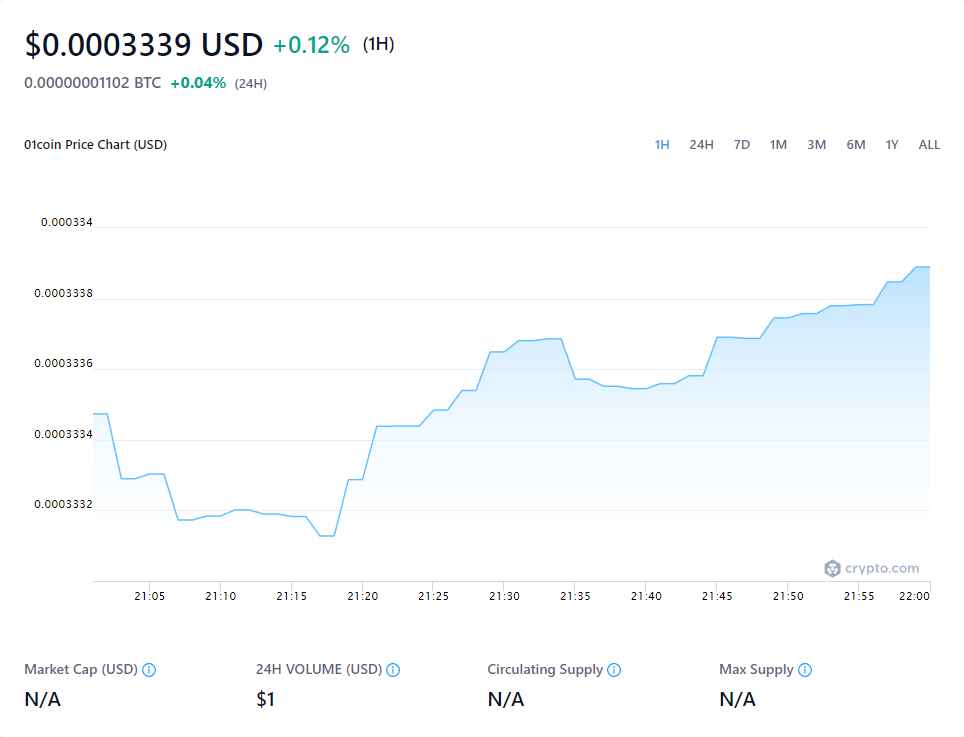 $0.0003339 USD +0.12% (1H)
0.00000001102 BTC +0.04% (24H)
01coin Price Chart (USD) 1H 24H 7D 1M 3M 6M 1Y ALL
0.000334
0.0003338
0.0003336
0.0003334
0.0003332
crypto.com
21:05 21:10 21:15 21:20 21:25 21:30 21:35 21:40 21:45 21:50 21:55 22:00
Market Cap (USD) 24H VOLUME (USD) Circulating Supply Max Supply
N/A $1 N/A N/A